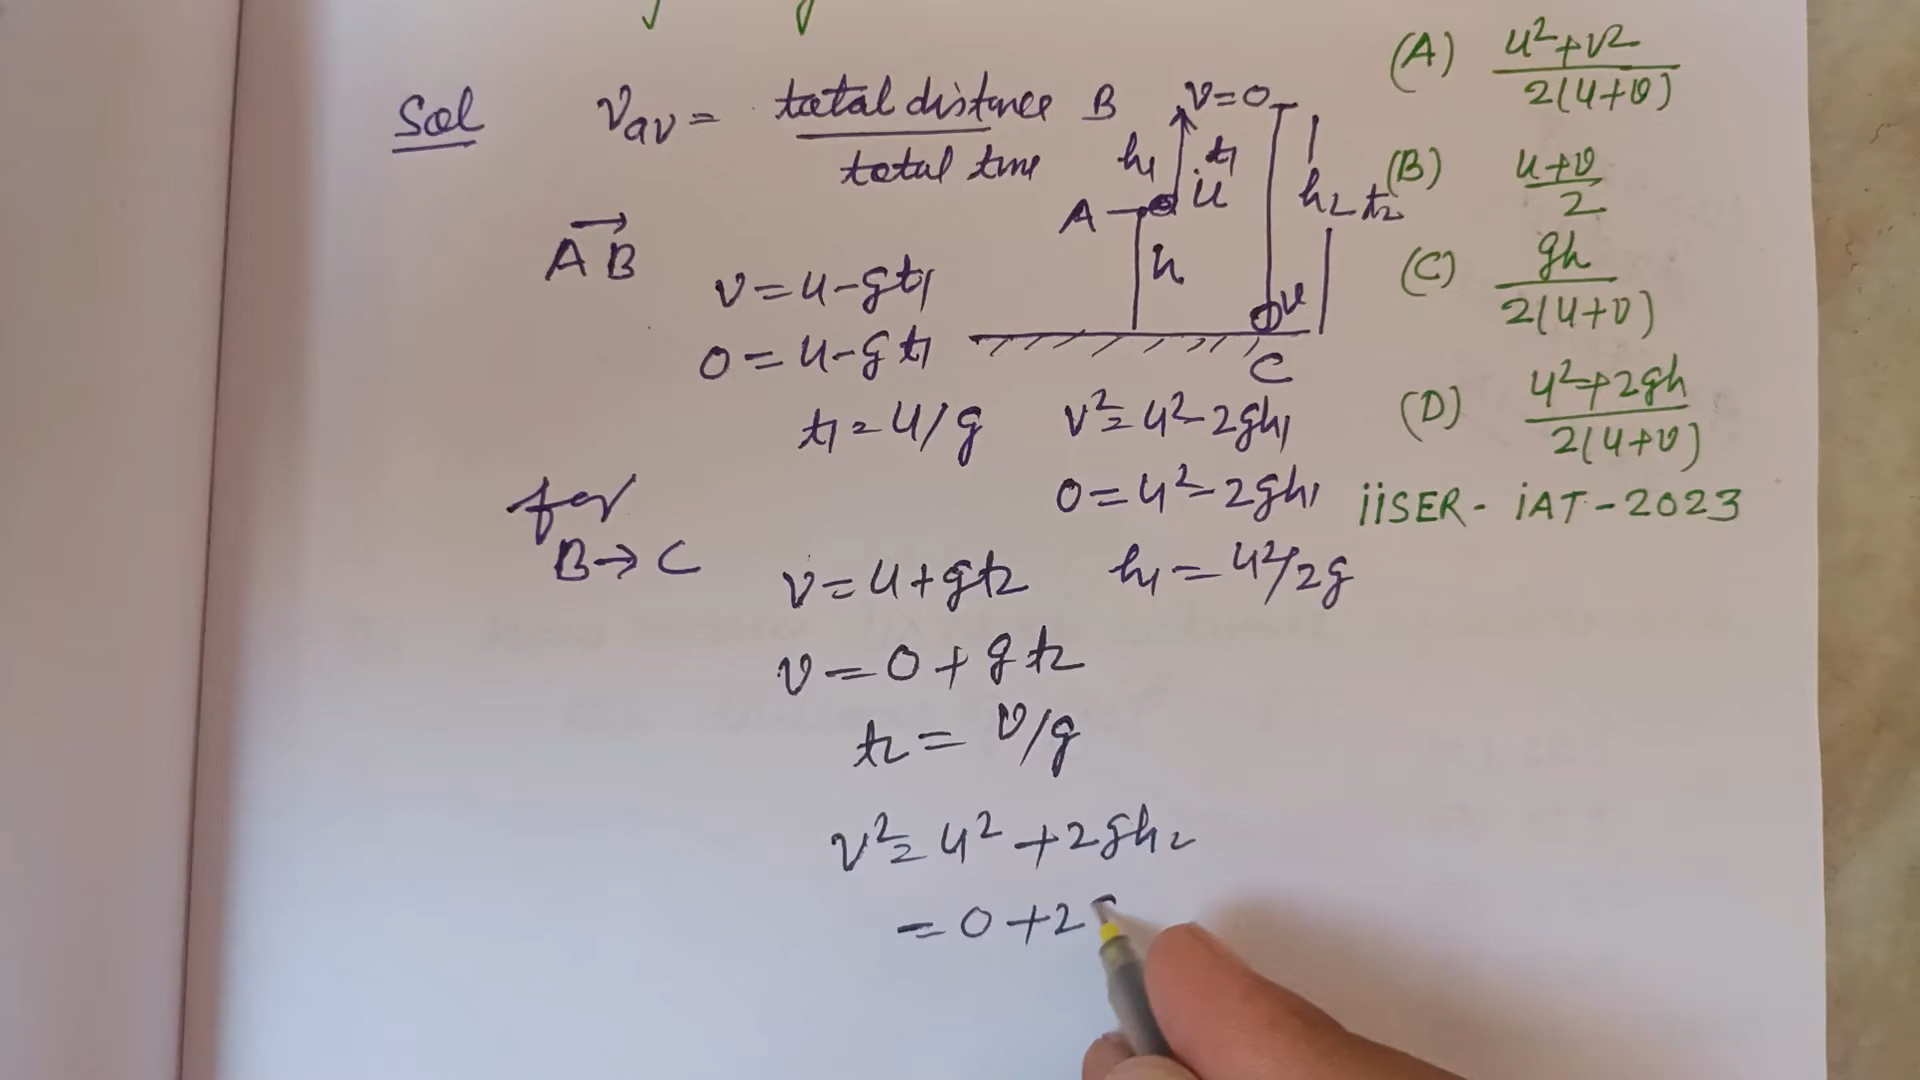 Sol Vav = total distance / total time
B v=0
h1 t1
A u
h
h2 t2
v
C
AB
v=u-gt1
0=u-gt1
t1=u/g
v²=u²-2gh1
0=u²-2gh1
h1=u²/2g
for
B→C
v=u+gt2
v=0+gt2
t2=v/g
v²=u²+2gh2
=0+2
(A) u²+v² / 2(u+v)
(B) u+v / 2
(C) gh / 2(u+v)
(D) u²+2gh / 2(u+v)
iiSER-iAT-2023